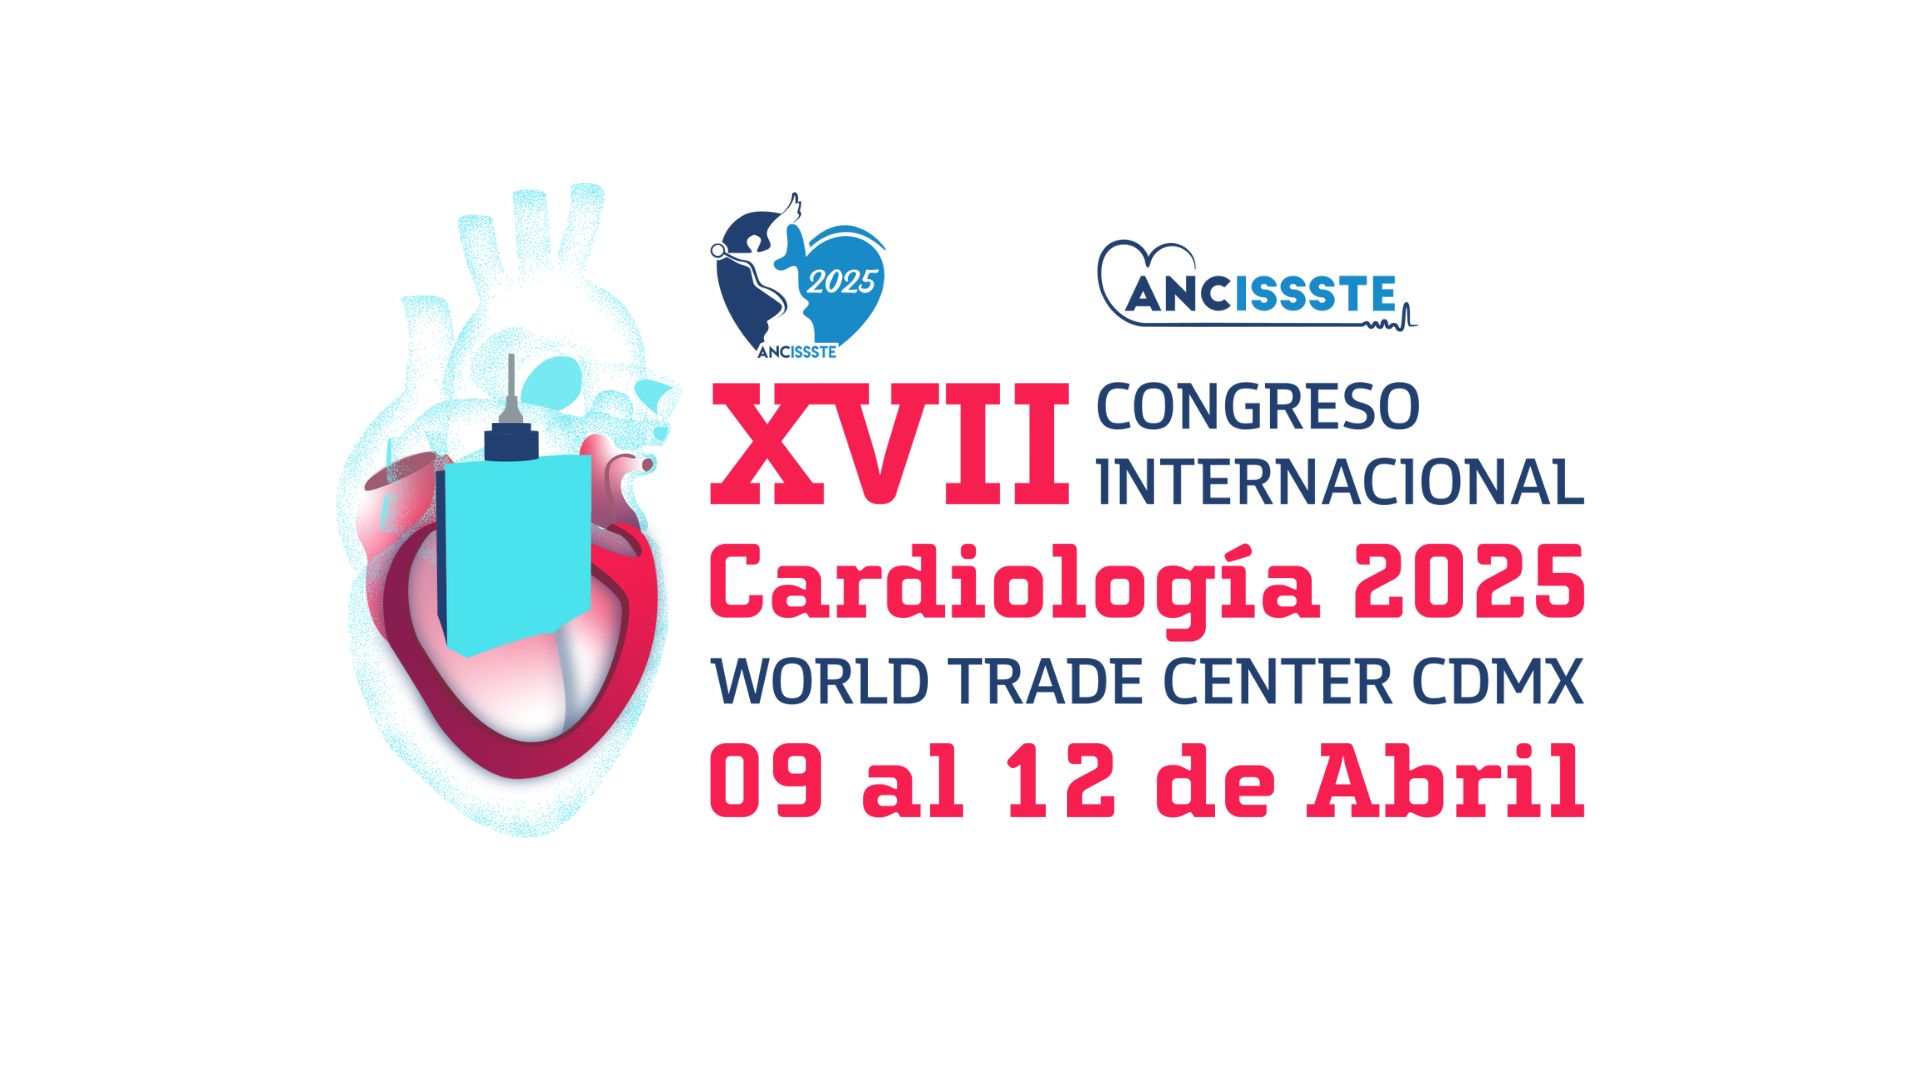 2025
ANCISSSTE
ANCISSSTE
XVII CONGRESO
INTERNACIONAL
Cardiología 2025
WORLD TRADE CENTER CDMX
09 al 12 de Abril